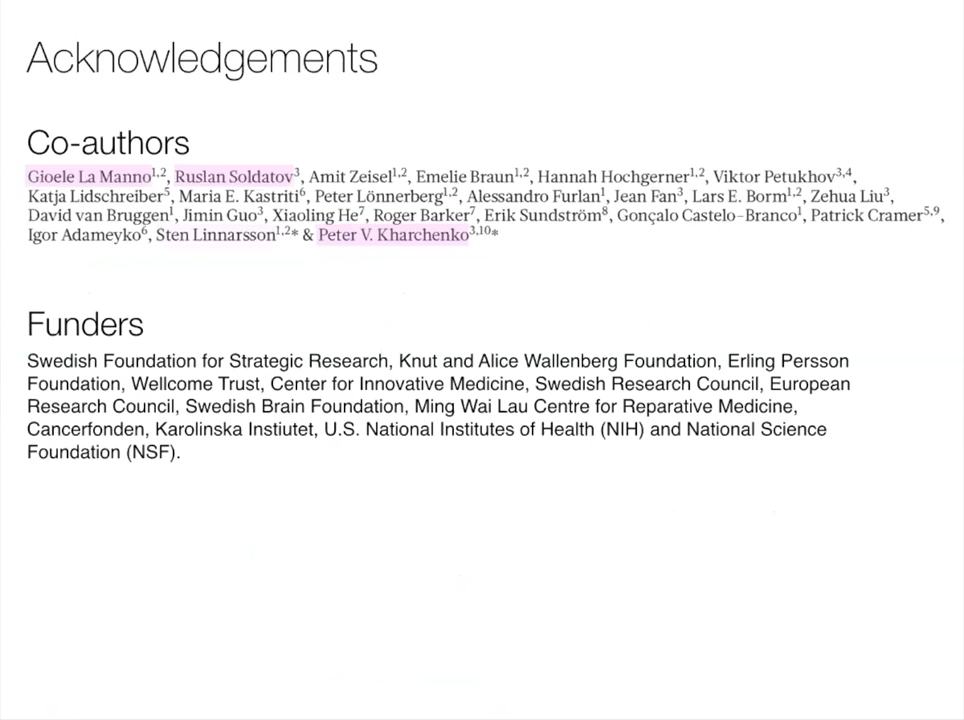 Acknowledgements
Co-authors
Gioele La Manno¹,², Ruslan Soldatov³, Amit Zeisel¹,², Emelie Braun¹,², Hannah Hochgerner¹,², Viktor Petukhov³,⁴,
Katja Lidschreiber⁵, Maria E. Kastriti⁶, Peter Lönnerberg¹,², Alessandro Furlan¹, Jean Fan³, Lars E. Borm¹,², Zehua Liu³,
David van Bruggen¹, Jimin Guo³, Xiaoling He⁷, Roger Barker⁷, Erik Sundström⁸, Gonçalo Castelo-Branco¹, Patrick Cramer⁵,⁹,
Igor Adameyko⁶, Sten Linnarsson¹,²* & Peter V. Kharchenko³,¹⁰*
Funders
Swedish Foundation for Strategic Research, Knut and Alice Wallenberg Foundation, Erling Persson
Foundation, Wellcome Trust, Center for Innovative Medicine, Swedish Research Council, European
Research Council, Swedish Brain Foundation, Ming Wai Lau Centre for Reparative Medicine,
Cancerfonden, Karolinska Instiutet, U.S. National Institutes of Health (NIH) and National Science
Foundation (NSF).